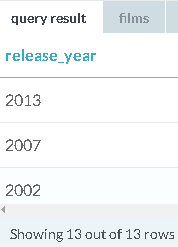 query result films
release_year
2013
2007
2002
Showing 13 out of 13 rows